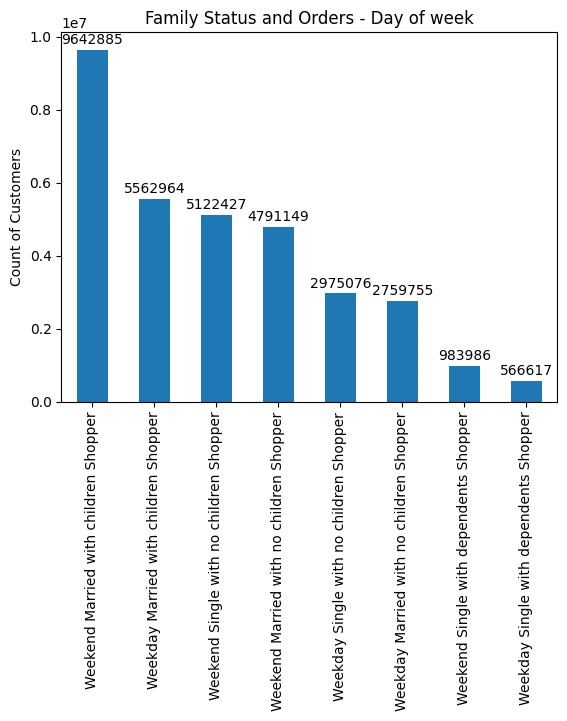 Family Status and Orders - Day of week
1e7
1.0
0.8
0.6
0.4
0.2
0.0
Count of Customers
9642885
5562964
5122427
4791149
2975076
2759755
983986
566617
Weekend Married with children Shopper
Weekday Married with children Shopper
Weekend Single with no children Shopper
Weekend Married with no children Shopper
Weekday Single with no children Shopper
Weekday Married with no children Shopper
Weekend Single with dependents Shopper
Weekday Single with dependents Shopper